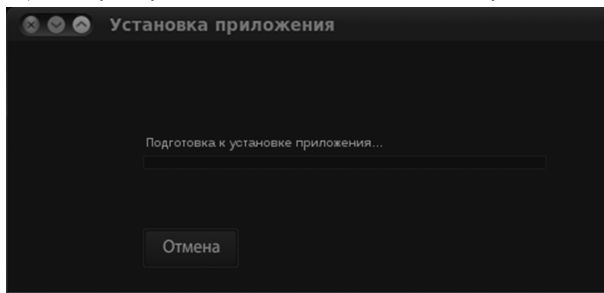 Установка приложения
Подготовка к установке приложения...
Отмена